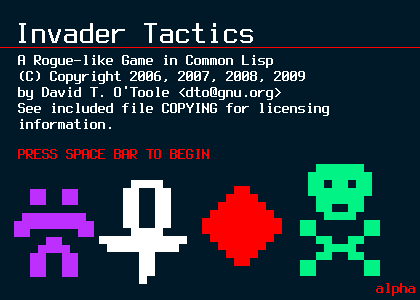 Invader Tactics
A Rogue-like Game in Common Lisp
(C) Copyright 2006, 2007, 2008, 2009
by David T. O'Toole <dto@gnu.org>
See included file COPYING for licensing
information.
PRESS SPACE BAR TO BEGIN
alpha